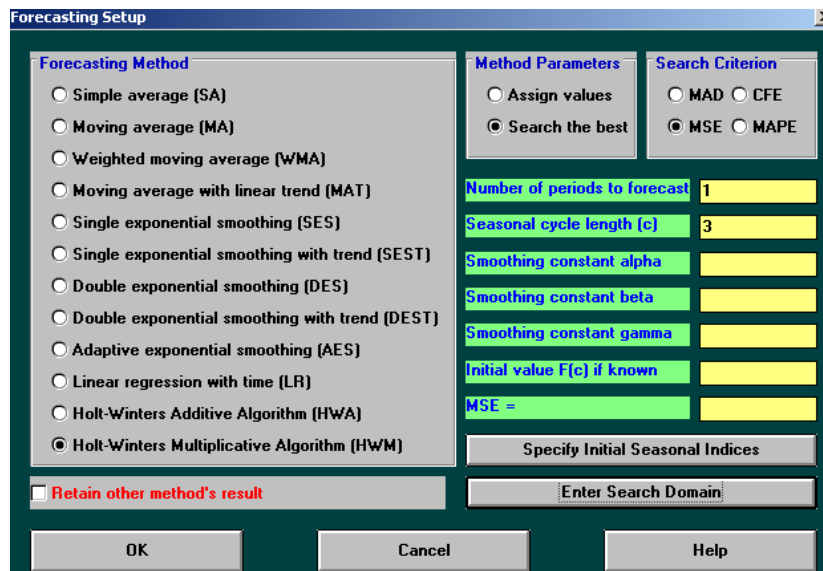 Forecasting Setup
Forecasting Method
Simple average (SA)
Moving average (MA)
Weighted moving average (WMA)
Moving average with linear trend (MAT)
Single exponential smoothing (SES)
Single exponential smoothing with trend (SEST)
Double exponential smoothing (DES)
Double exponential smoothing with trend (DEST)
Adaptive exponential smoothing (AES)
Linear regression with time (LR)
Holt-Winters Additive Algorithm (HWA)
Holt-Winters Multiplicative Algorithm (HWM)
Retain other method's result
Method Parameters
Assign values
Search the best
Search Criterion
MAD CFE
MSE MAPE
Number of periods to forecast 1
Seasonal cycle length (c) 3
Smoothing constant alpha
Smoothing constant beta
Smoothing constant gamma
Initial value F(c) if known
MSE =
Specify Initial Seasonal Indices
Enter Search Domain
OK Cancel Help